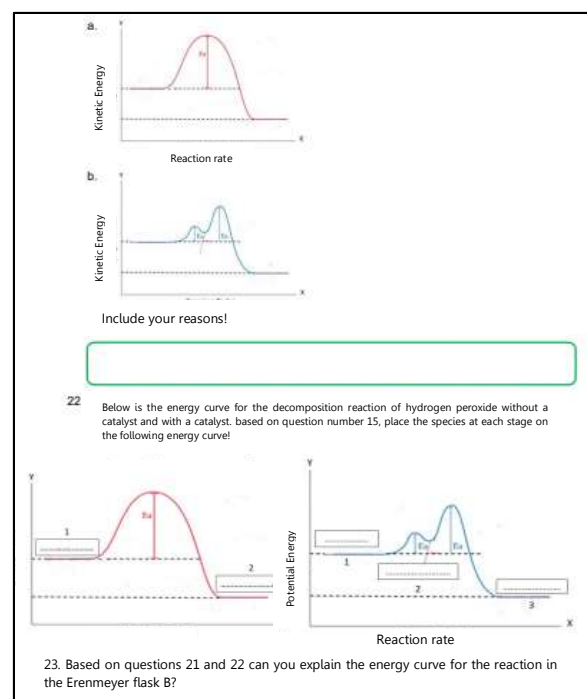 a.
Y
Kinetic Energy
Ea
X
Reaction rate
b.
Y
Kinetic Energy
Ea
Ea
X
Include your reasons!
22
Below is the energy curve for the decomposition reaction of hydrogen peroxide without a
catalyst and with a catalyst. based on question number 15, place the species at each stage on
the following energy curve!
Y
Ea
1
....................
2
....................
Y
Potential Energy
....................
1
Ea
Ea
....................
2
....................
3
X
Reaction rate
23. Based on questions 21 and 22 can you explain the energy curve for the reaction in
the Erenmeyer flask B?